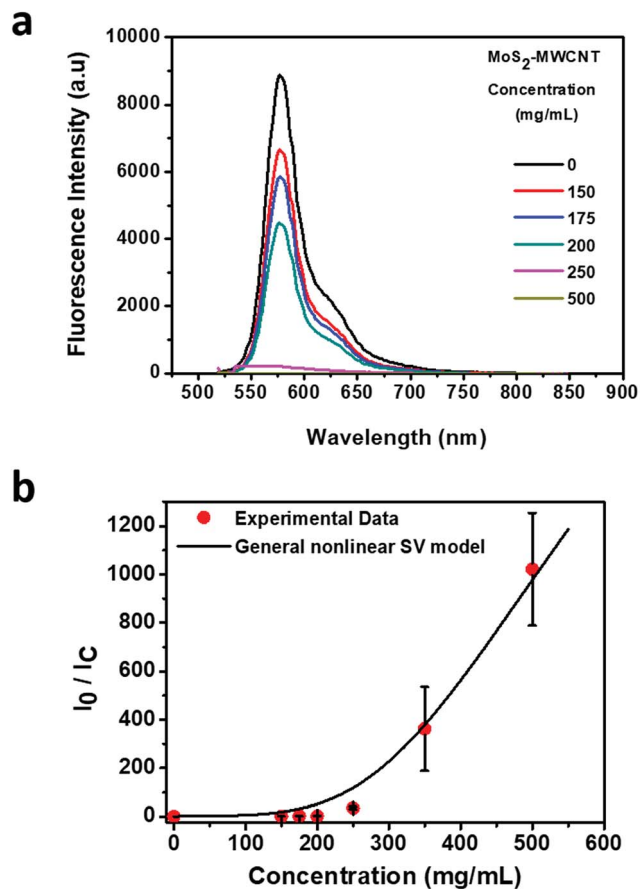 a
10000
8000
6000
4000
2000
0
Fluorescence Intensity (a.u)
MoS2-MWCNT
Concentration
(mg/mL)
0
150
175
200
250
500
500 550 600 650 700 750 800 850 900
Wavelength (nm)
b
1200
1000
800
600
400
200
0
I0 / IC
Experimental Data
General nonlinear SV model
0 100 200 300 400 500 600
Concentration (mg/mL)